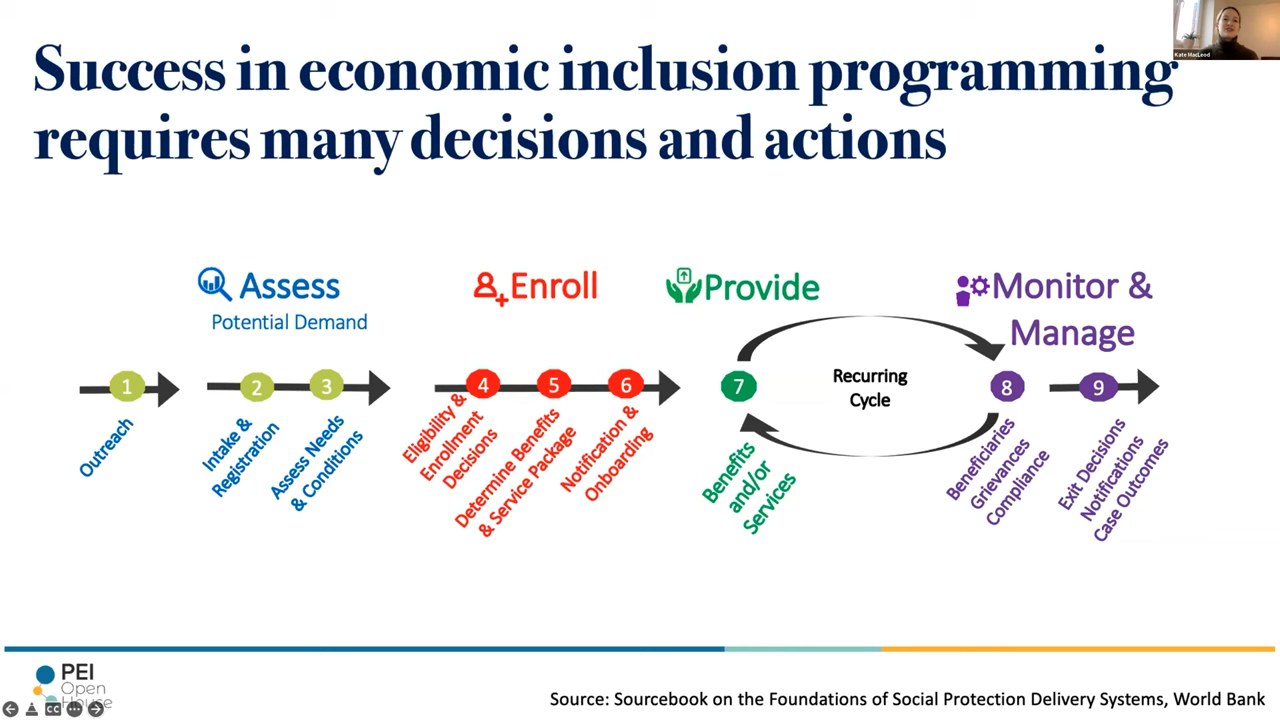 Kate MacLeod
Success in economic inclusion programming
requires many decisions and actions
Assess
Potential Demand
Enroll
Provide
Monitor &
Manage
1
2
3
4
5
6
7
Recurring
Cycle
8
9
Outreach
Intake &
Registration
Assess Needs
& Conditions
Eligibility &
Enrollment
Decisions
Determine Benefits
& Service Package
Notification &
Onboarding
Benefits
and/or
Services
Beneficiaries
Grievances
Compliance
Exit Decisions
Notifications
Case Outcomes
PEI
Open
House
CC
Source: Sourcebook on the Foundations of Social Protection Delivery Systems, World Bank